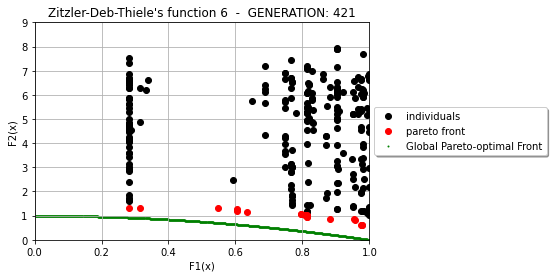 Zitzler-Deb-Thiele's function 6 - GENERATION: 421
9
8
7
6
5
4
3
2
1
0
F2(x)
0.0 0.2 0.4 0.6 0.8 1.0
F1(x)
individuals
pareto front
Global Pareto-optimal Front